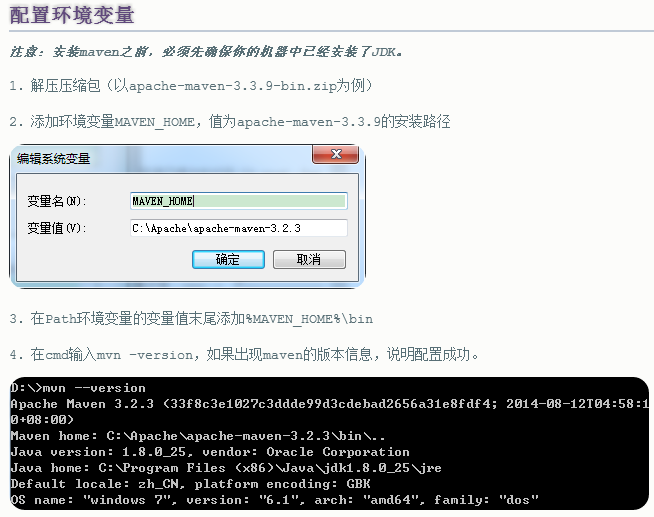 配置环境变量
注意：安装maven之前，必须先确保你的机器中已经安装了JDK。
1. 解压压缩包（以apache-maven-3.3.9-bin.zip为例）
2. 添加环境变量MAVEN_HOME，值为apache-maven-3.3.9的安装路径
编辑系统变量
变量名(N): MAVEN_HOME
变量值(V): C:\Apache\apache-maven-3.2.3
确定 取消
3. 在Path环境变量的变量值末尾添加%MAVEN_HOME%\bin
4. 在cmd输入mvn -version，如果出现maven的版本信息，说明配置成功。
D:\>mvn --version
Apache Maven 3.2.3 (33f8c3e1027c3ddde99d3cdebad2656a31e8fdf4; 2014-08-12T04:58:1
0+08:00)
Maven home: C:\Apache\apache-maven-3.2.3\bin\..
Java version: 1.8.0_25, vendor: Oracle Corporation
Java home: C:\Program Files (x86)\Java\jdk1.8.0_25\jre
Default locale: zh_CN, platform encoding: GBK
OS name: "windows 7", version: "6.1", arch: "amd64", family: "dos"